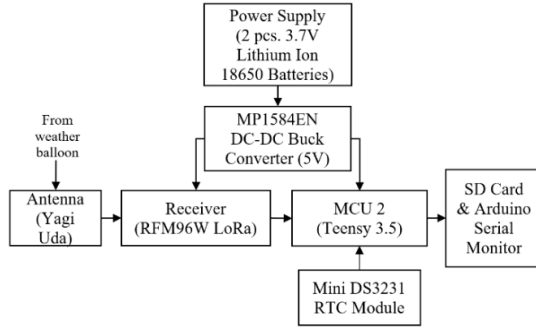 Power Supply
(2 pcs. 3.7V
Lithium Ion
18650 Batteries)
MP1584EN
DC-DC Buck
Converter (5V)
From
weather
balloon
Antenna
(Yagi
Uda)
Receiver
(RFM96W LoRa)
MCU 2
(Teensy 3.5)
SD Card
& Arduino
Serial
Monitor
Mini DS3231
RTC Module